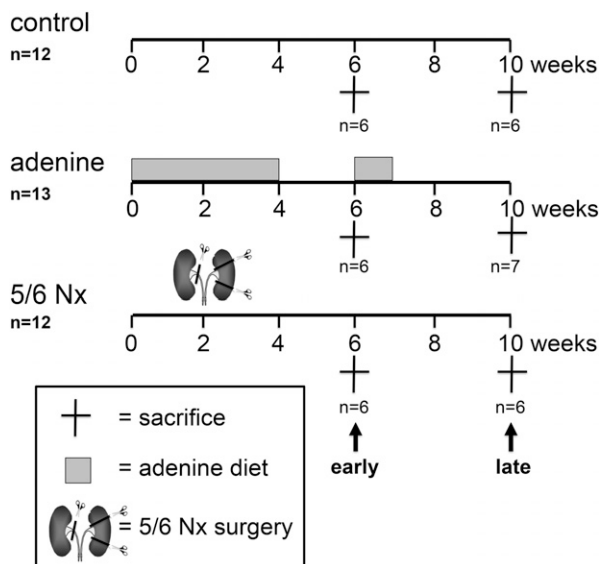 control
n=12
0 2 4 6 8 10 weeks
n=6 n=6
adenine
n=13
0 2 4 6 8 10 weeks
n=6 n=7
5/6 Nx
n=12
0 2 4 6 8 10 weeks
n=6 n=6
early late
= sacrifice
= adenine diet
= 5/6 Nx surgery